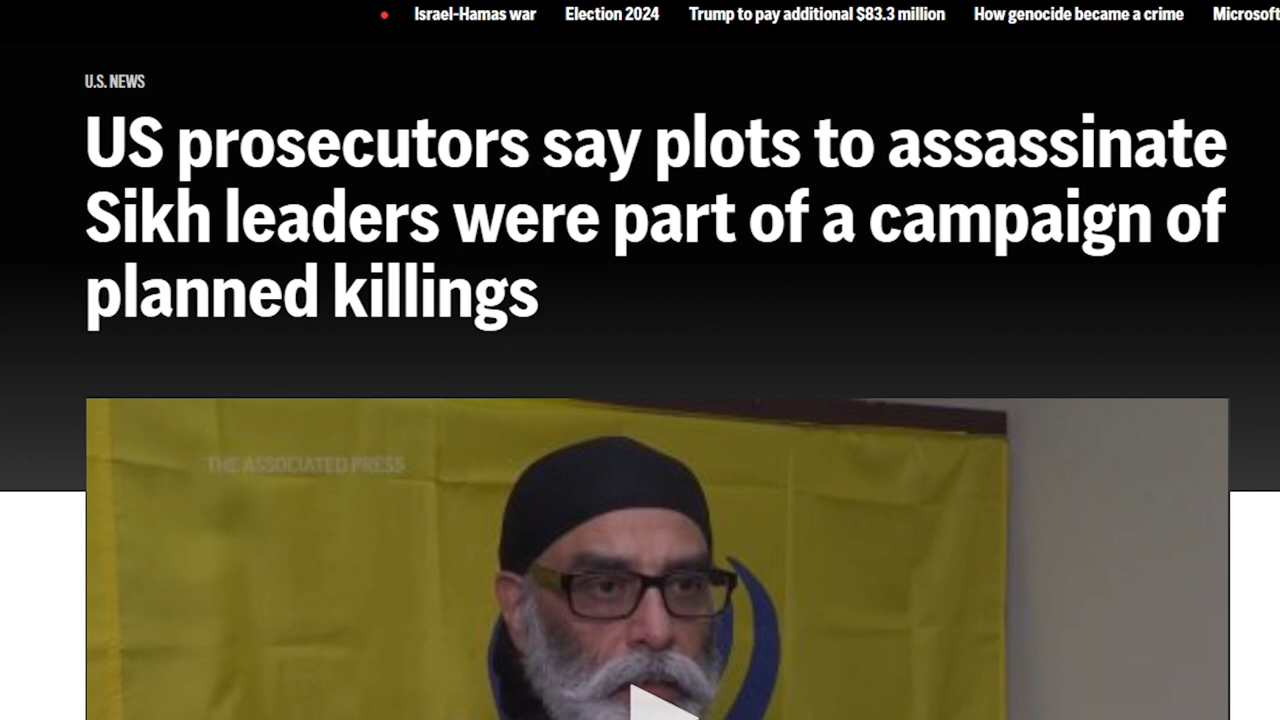 Israel-Hamas war Election 2024 Trump to pay additional $83.3 million How genocide became a crime Microsoft
U.S. NEWS
US prosecutors say plots to assassinate
Sikh leaders were part of a campaign of
planned killings
THE ASSOCIATED PRESS